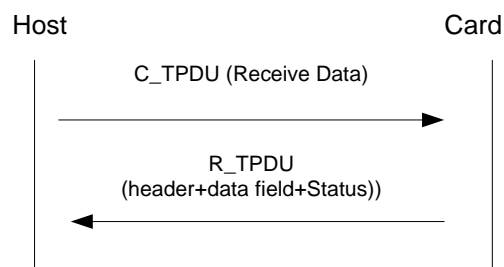 Host Card
C_TPDU (Receive Data)
R_TPDU
(header+data field+Status))